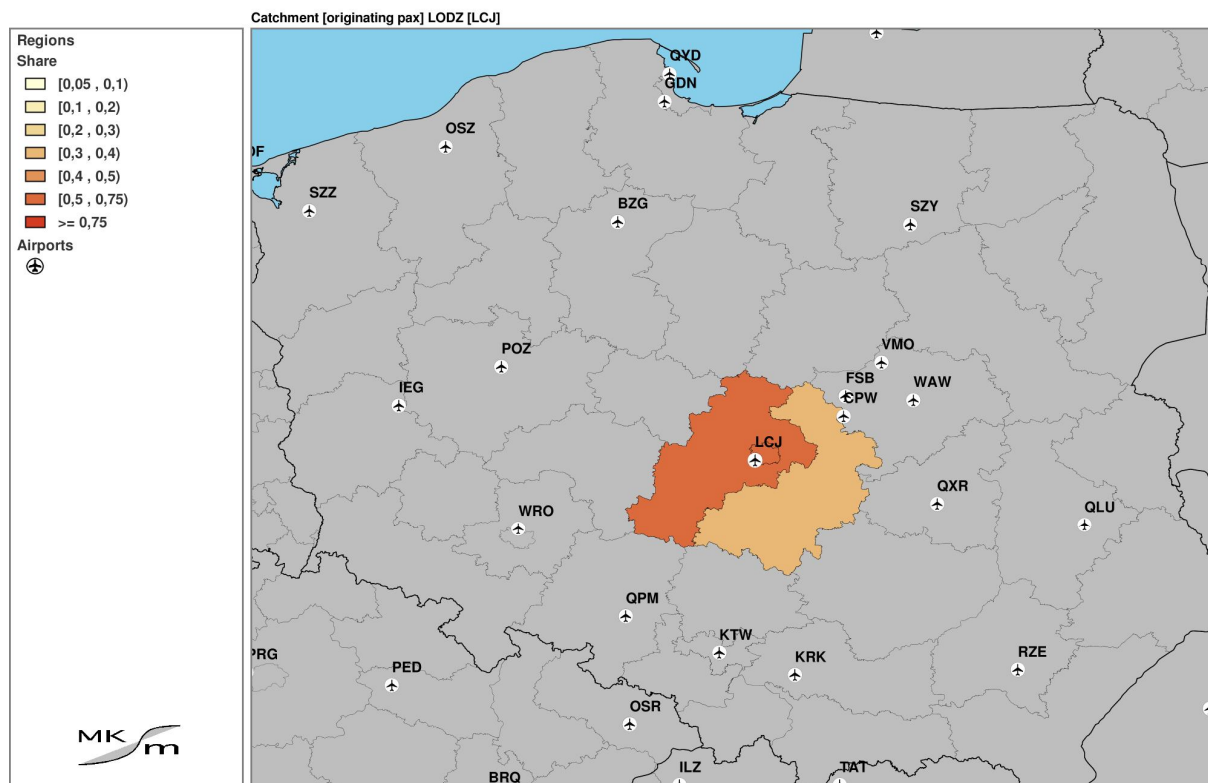 Catchment [originating pax] LODZ [LCJ]
Regions
Share
[0,05 , 0,1)
[0,1 , 0,2)
[0,2 , 0,3)
[0,3 , 0,4)
[0,4 , 0,5)
[0,5 , 0,75)
>= 0,75
Airports
QYD
GDN
OSZ
SZZ
BZG
SZY
POZ
VMO
IEG
FSB
WAW
CPW
LCJ
QXR
WRO
QLU
QPM
KTW
KRK
RZE
PRG
PED
OSR
MK
m
BRQ
ILZ
TAT